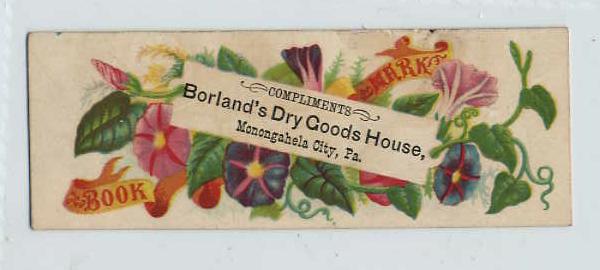 COMPLIMENTS
Borland's Dry Goods House,
Monongahela City, Pa.
BOOK
MARK